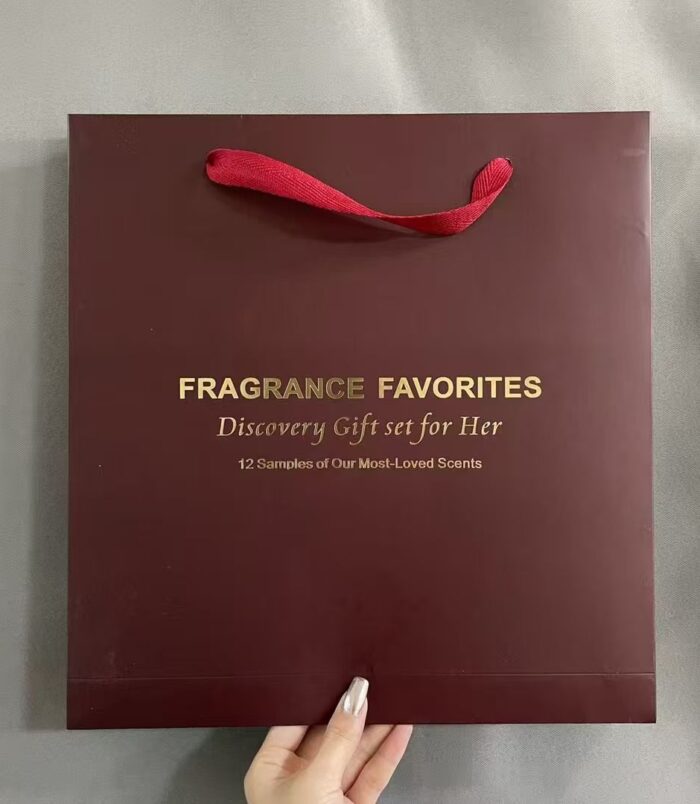 FRAGRANCE FAVORITES
Discovery Gift set for Her
12 Samples of Our Most-Loved Scents